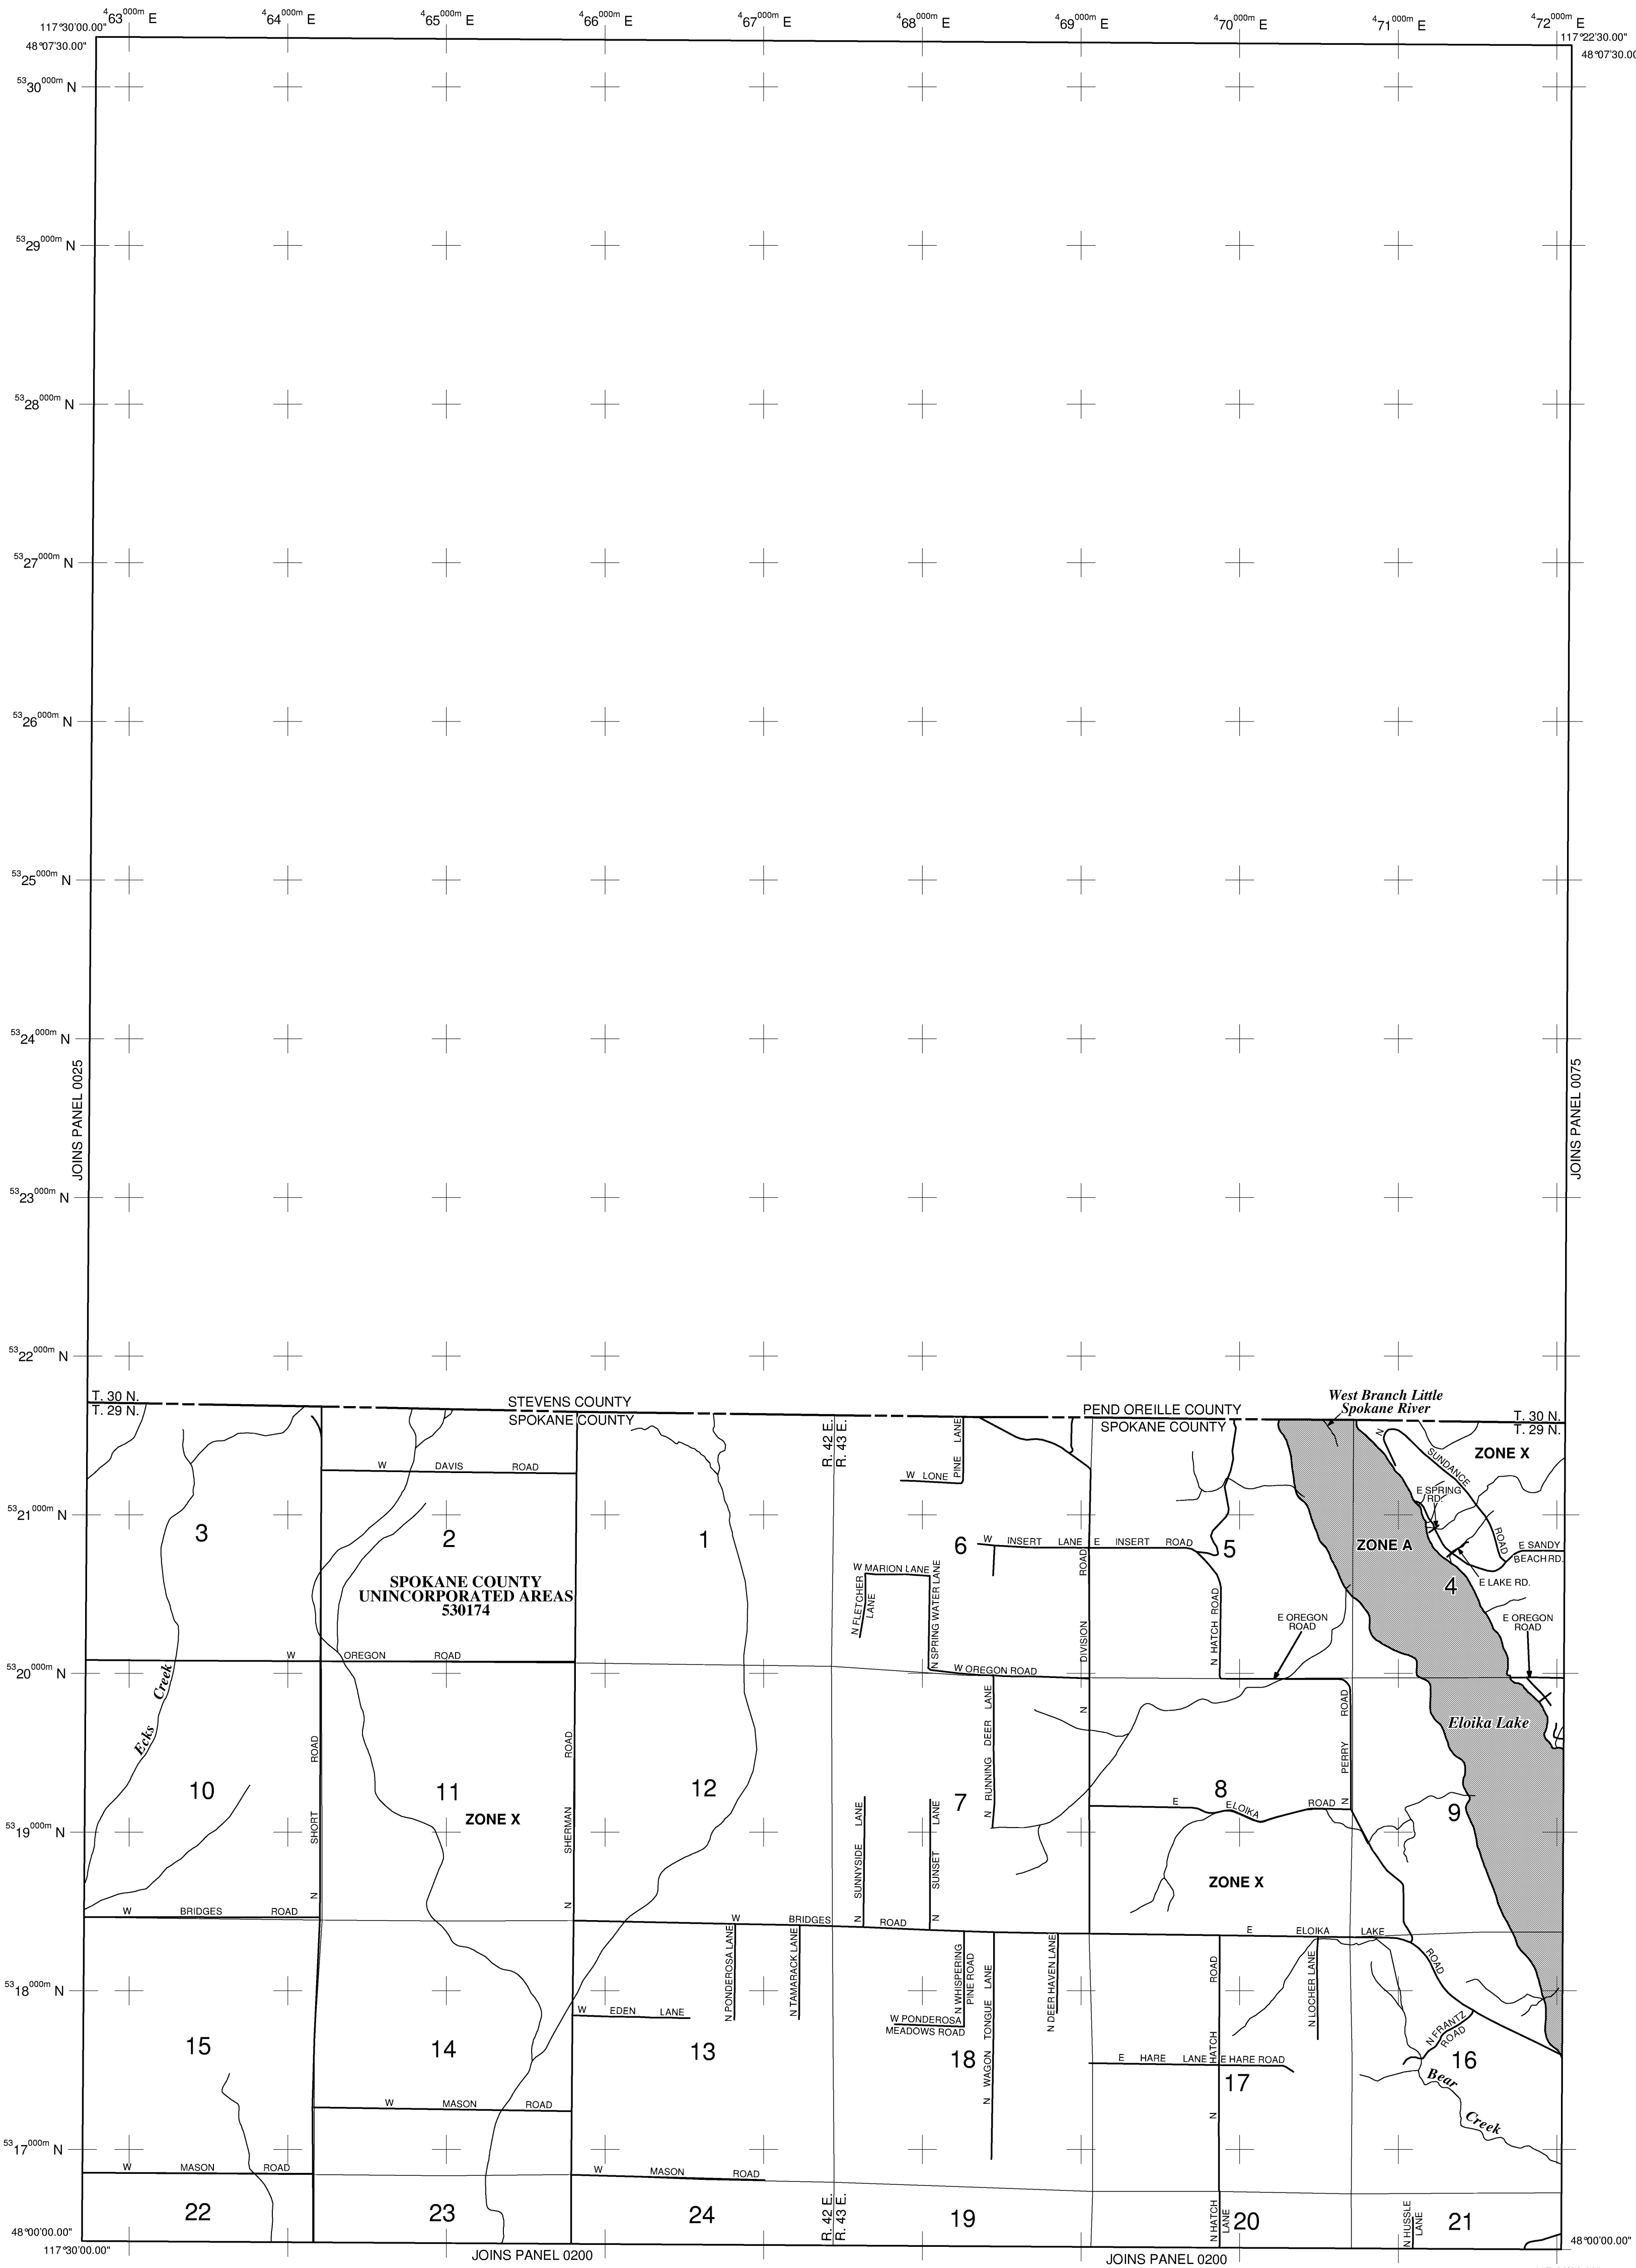 463000m E 464000m E 465000m E 466000m E 467000m E 468000m E 469000m E 470000m E 471000m E 472000m E
117°30'00.00" 117°22'30.00"
48°07'30.00" 48°07'30.00
5330000m N
5329000m N
5328000m N
5327000m N
5326000m N
5325000m N
5324000m N
JOINS PANEL 0025
JOINS PANEL 0075
5323000m N
5322000m N
T. 30 N.
T. 29 N.
STEVENS COUNTY
SPOKANE COUNTY
R. 42 E.
R. 43 E.
PEND OREILLE COUNTY
SPOKANE COUNTY
West Branch Little
Spokane River
T. 30 N.
T. 29 N.
ZONE X
N SUNDANCE ROAD
W DAVIS ROAD
W LONE PINE LANE
E SPRING
RD.
5321000m N
3
2
1
6
W INSERT LANE
E INSERT ROAD
5
ZONE A
E SANDY
BEACH RD.
E LAKE RD.
4
W MARION LANE
N FLETCHER
LANE
N SPRING WATER LANE
SPOKANE COUNTY
UNINCORPORATED AREAS
530174
N HATCH ROAD
E OREGON
ROAD
E OREGON
ROAD
N DIVISION ROAD
W OREGON ROAD
W OREGON ROAD
5320000m N
Ecks Creek
N SHORT ROAD
N SHERMAN ROAD
N RUNNING DEER LANE
N PERRY ROAD
Eloika Lake
10
11
12
7
8
9
ZONE X
E ELOIKA ROAD
5319000m N
N SUNNYSIDE LANE
N SUNSET LANE
ZONE X
W BRIDGES ROAD
W BRIDGES ROAD
E ELOIKA LAKE ROAD
N PONDEROSA LANE
N TAMARACK LANE
N WHISPERING
PINE ROAD
N WAGON TONGUE LANE
N DEER HAVEN LANE
N HATCH ROAD
N LOCHER LANE
5318000m N
W EDEN LANE
W PONDEROSA
MEADOWS ROAD
N FRANTZ
ROAD
15
14
13
18
E HARE LANE
E HARE ROAD
17
16
Bear Creek
W MASON ROAD
5317000m N
W MASON ROAD
W MASON ROAD
22
23
24
R. 42 E.
R. 43 E.
19
N HATCH
LANE
20
N HUSSLE
LANE
21
48°00'00.00" 48°00'00.00"
117°30'00.00"
JOINS PANEL 0200
JOINS PANEL 0200